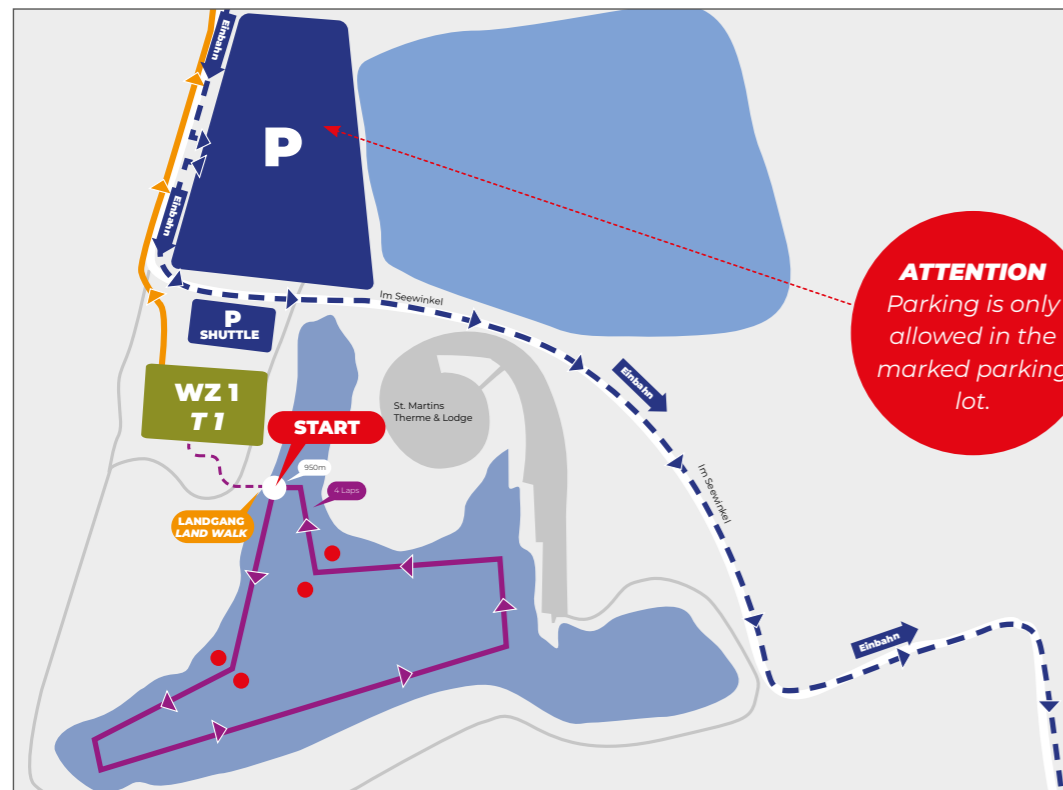 Einbahn
P
Einbahn
Im Seewinkel
P
SHUTTLE
ATTENTION
Parking is only
allowed in the
marked parking
lot.
Einbahn
WZ 1
T 1
St. Martins
Therme & Lodge
START
950m
4 Laps
Im Seewinkel
LANDGANG
LAND WALK
Einbahn